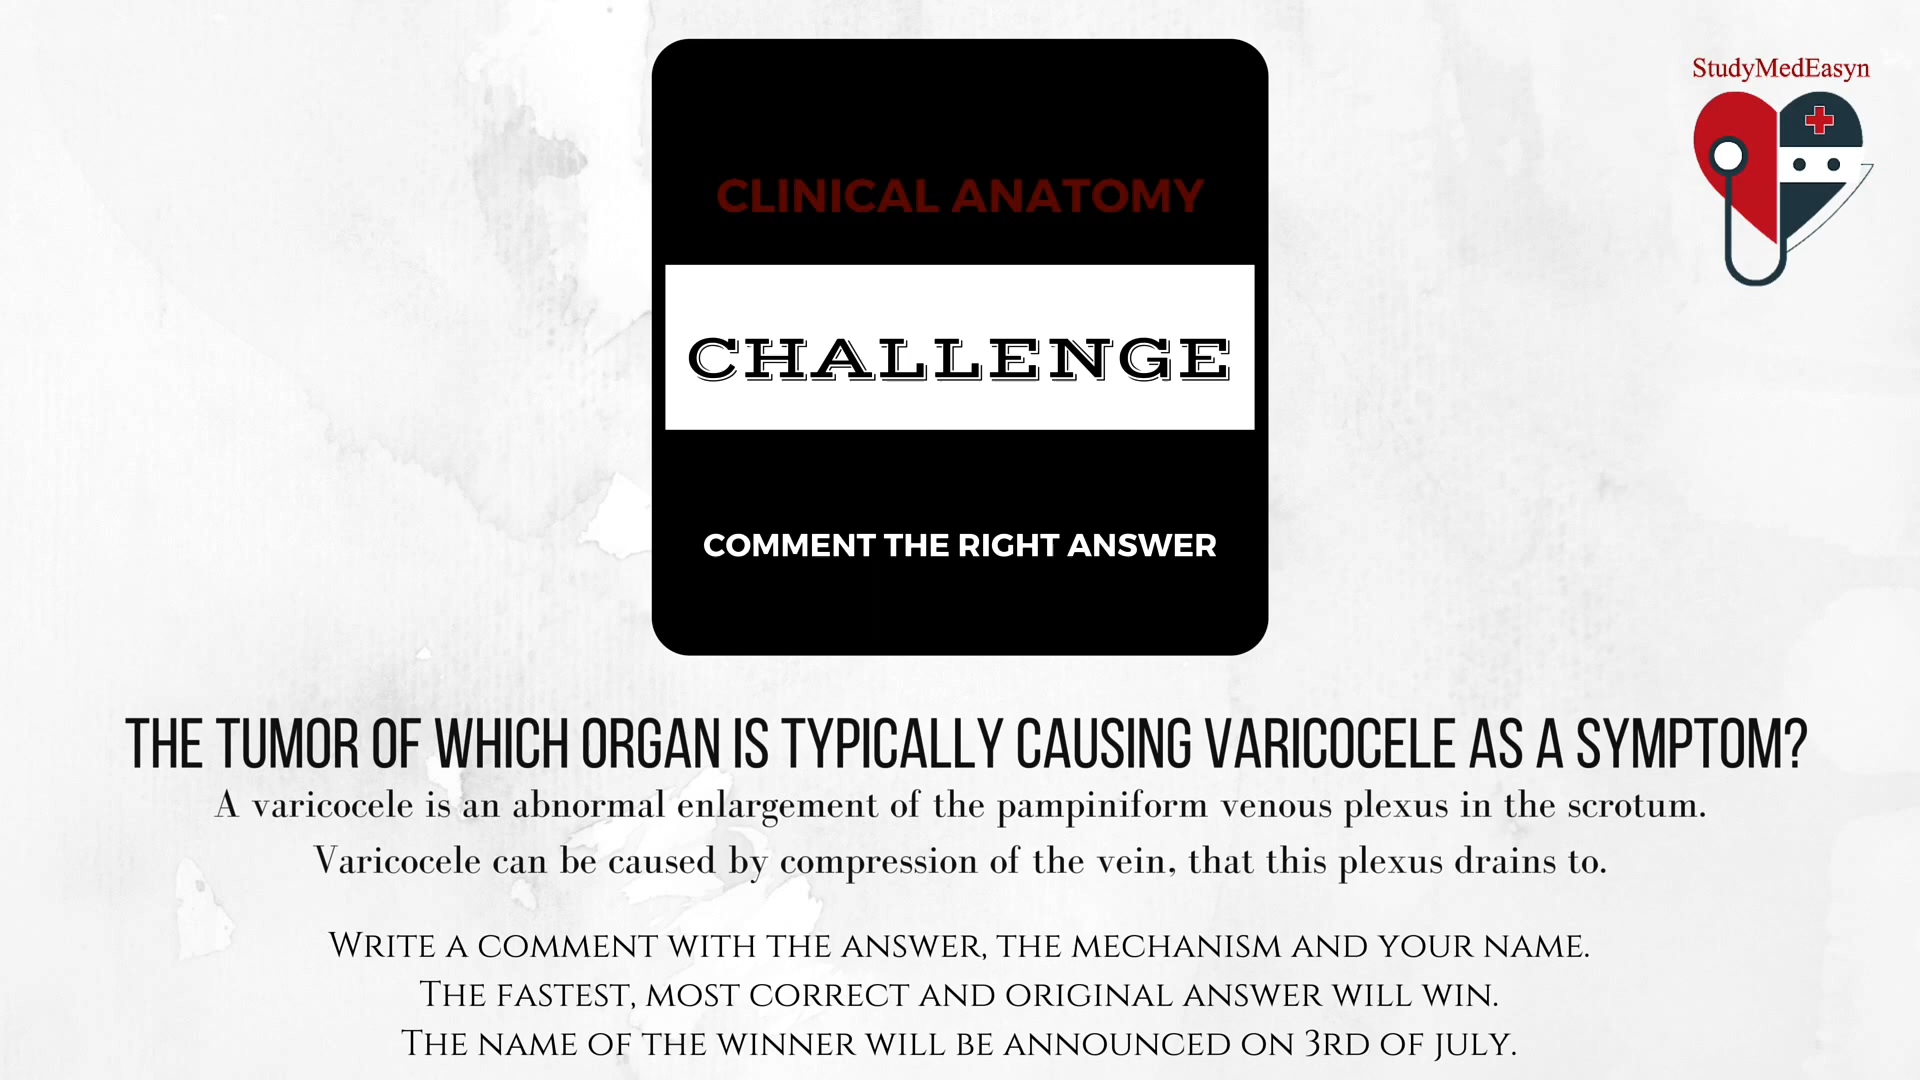 StudyMedEasyn
CLINICAL ANATOMY
CHALLENGE
COMMENT THE RIGHT ANSWER
THE TUMOR OF WHICH ORGAN IS TYPICALLY CAUSING VARICOCELE AS A SYMPTOM?
A varicocele is an abnormal enlargement of the pampiniform venous plexus in the scrotum.
Varicocele can be caused by compression of the vein, that this plexus drains to.
Write a comment with the answer, the mechanism and your name.
The fastest, most correct and original answer will win.
The name of the winner will be announced on 3rd of July.